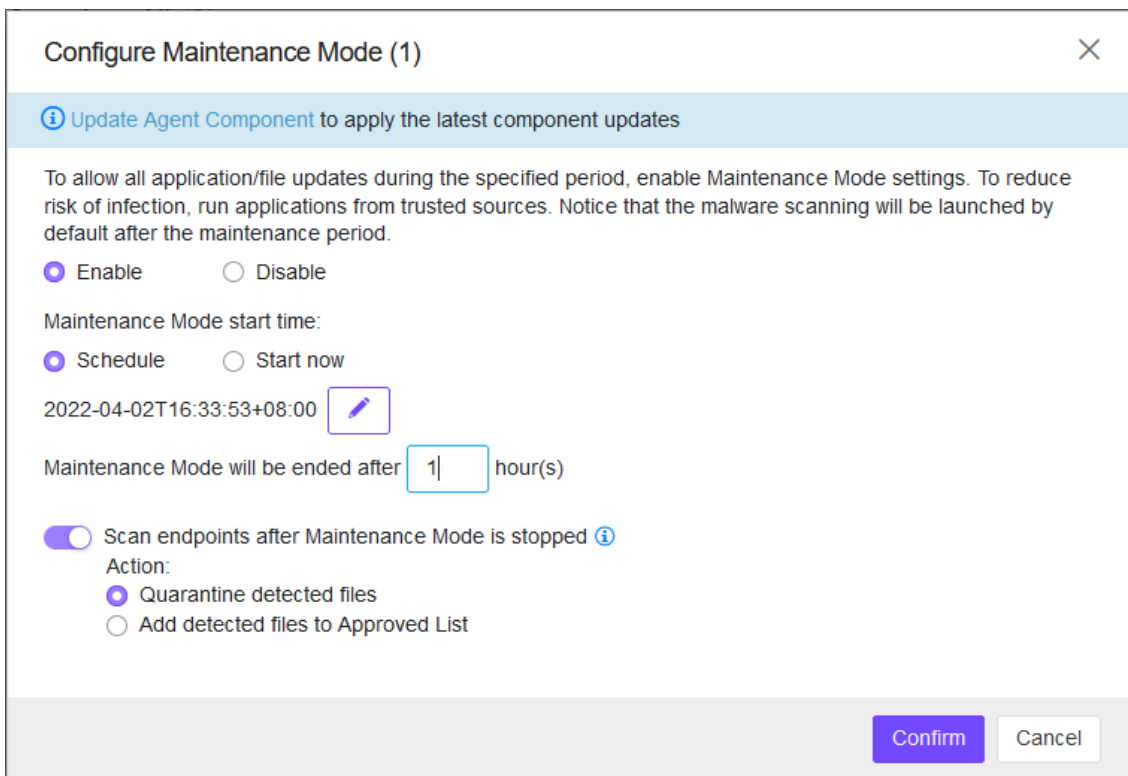 Configure Maintenance Mode (1)
Update Agent Component to apply the latest component updates
To allow all application/file updates during the specified period, enable Maintenance Mode settings. To reduce
risk of infection, run applications from trusted sources. Notice that the malware scanning will be launched by
default after the maintenance period.
Enable Disable
Maintenance Mode start time:
Schedule Start now
2022-04-02T16:33:53+08:00
Maintenance Mode will be ended after 1 hour(s)
Scan endpoints after Maintenance Mode is stopped
Action:
Quarantine detected files
Add detected files to Approved List
Confirm Cancel